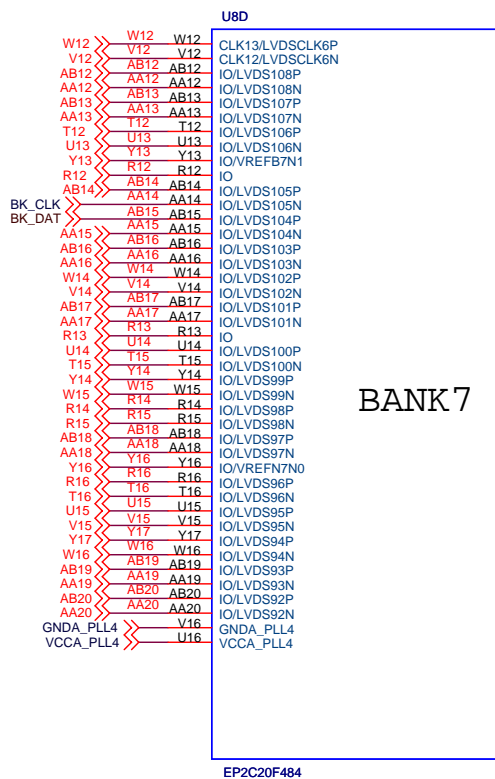 U8D
W12 W12 W12 CLK13/LVDSCLK6P
V12 V12 V12 CLK12/LVDSCLK6N
AB12 AB12 AB12 IO/LVDS108P
AA12 AA12 AA12 IO/LVDS108N
AB13 AB13 AB13 IO/LVDS107P
AA13 AA13 AA13 IO/LVDS107N
T12 T12 T12 IO/LVDS106P
U13 U13 U13 IO/LVDS106N
Y13 Y13 Y13 IO/VREFB7N1
R12 R12 R12 IO
AB14 AB14 AB14 IO/LVDS105P
BK_CLK AA14 AA14 IO/LVDS105N
BK_DAT AB15 AB15 IO/LVDS104P
AA15 AA15 AA15 IO/LVDS104N
AB16 AB16 AB16 IO/LVDS103P
AA16 AA16 AA16 IO/LVDS103N
W14 W14 W14 IO/LVDS102P
V14 V14 V14 IO/LVDS102N
AB17 AB17 AB17 IO/LVDS101P
AA17 AA17 AA17 IO/LVDS101N
R13 R13 R13 IO
U14 U14 U14 IO/LVDS100P
T15 T15 T15 IO/LVDS100N
Y14 Y14 Y14 IO/LVDS99P
W15 W15 W15 IO/LVDS99N
R14 R14 R14 IO/LVDS98P
BANK7
R15 R15 R15 IO/LVDS98N
AB18 AB18 AB18 IO/LVDS97P
AA18 AA18 AA18 IO/LVDS97N
Y16 Y16 Y16 IO/VREFN7N0
R16 R16 R16 IO/LVDS96P
T16 T16 T16 IO/LVDS96N
U15 U15 U15 IO/LVDS95P
V15 V15 V15 IO/LVDS95N
Y17 Y17 Y17 IO/LVDS94P
W16 W16 W16 IO/LVDS94N
AB19 AB19 AB19 IO/LVDS93P
AA19 AA19 AA19 IO/LVDS93N
AB20 AB20 AB20 IO/LVDS92P
AA20 AA20 AA20 IO/LVDS92N
GNDA_PLL4 V16 GNDA_PLL4
VCCA_PLL4 U16 VCCA_PLL4
EP2C20F484